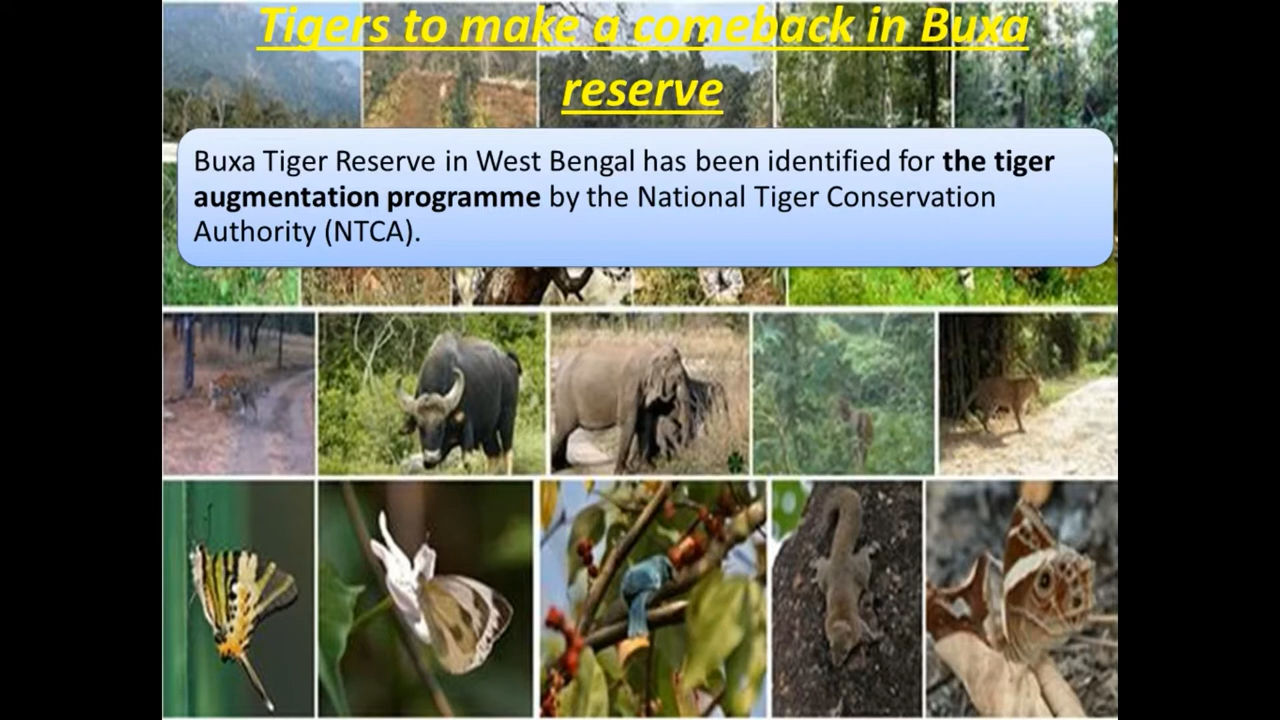 Tigers to make a comeback in Buxa
reserve
Buxa Tiger Reserve in West Bengal has been identified for the tiger
augmentation programme by the National Tiger Conservation
Authority (NTCA).